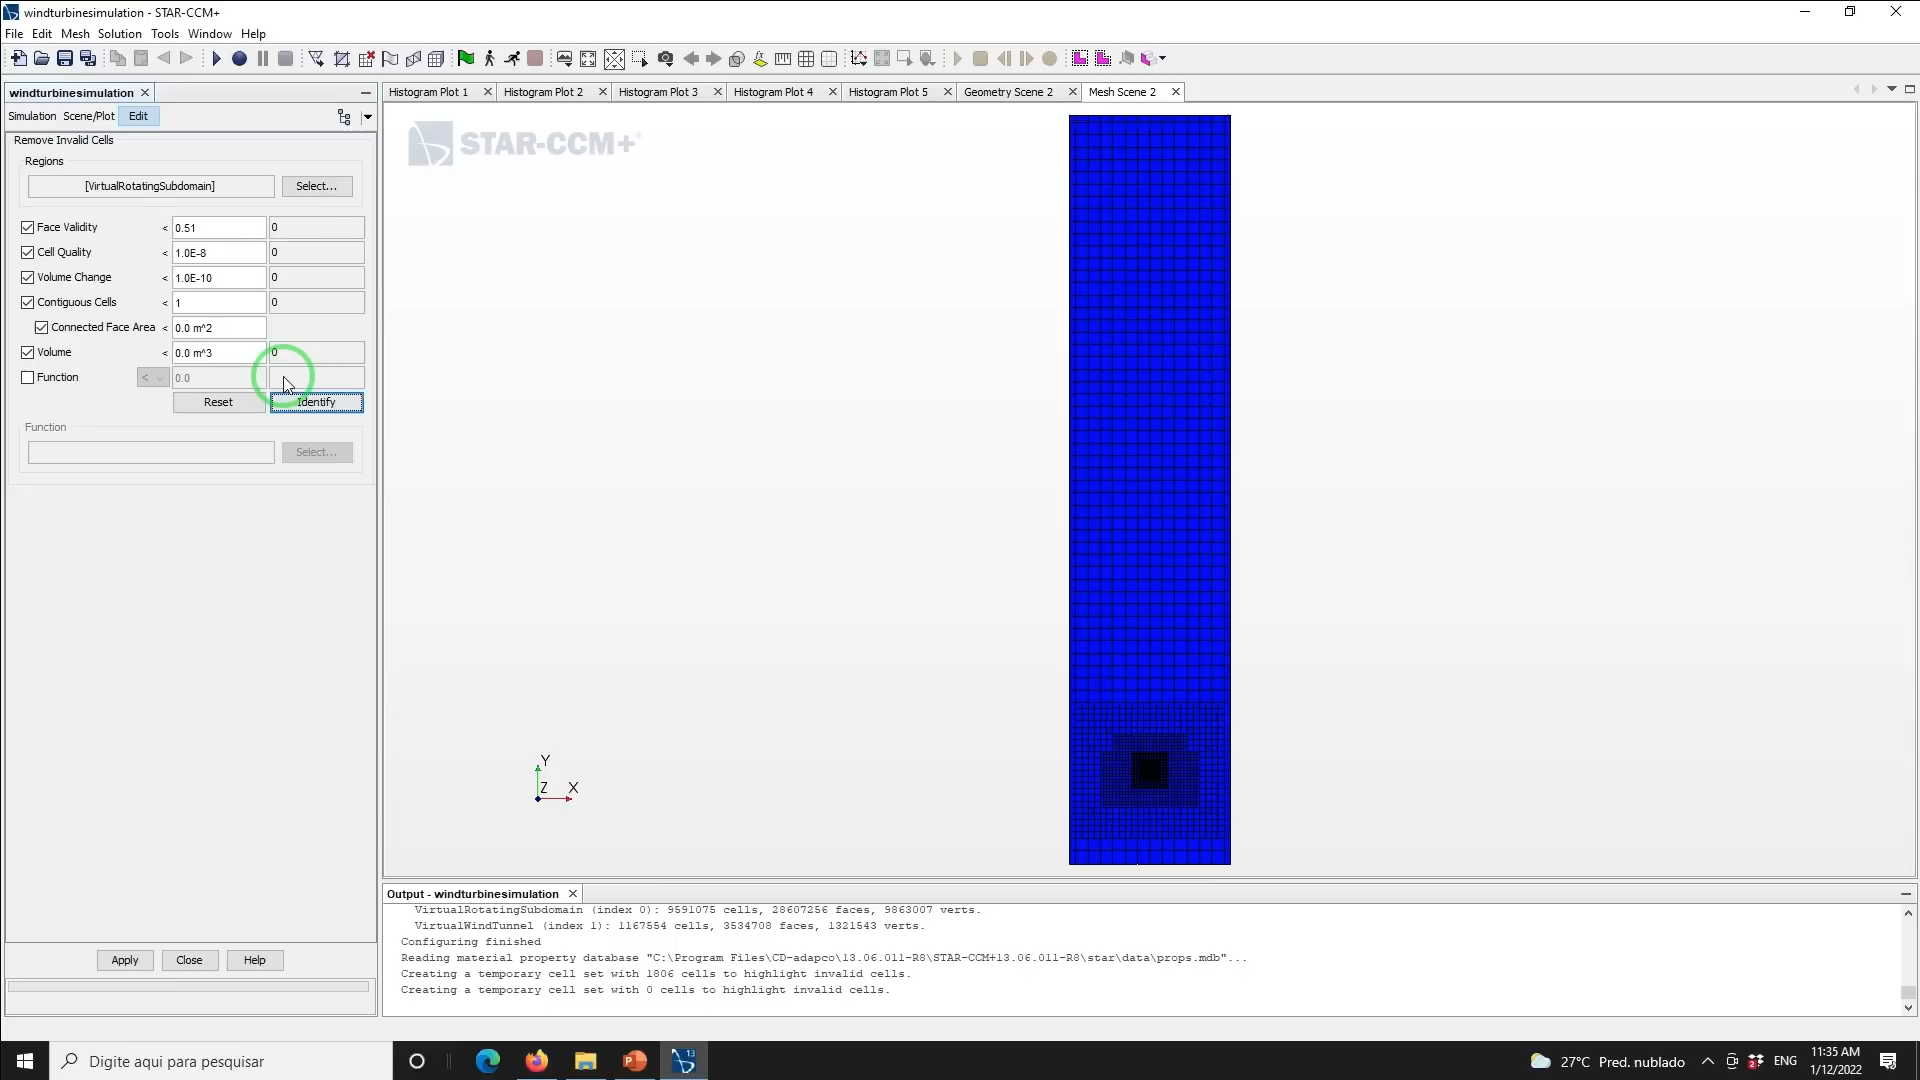 windturbinesimulation - STAR-CCM+
File Edit Mesh Solution Tools Window Help
windturbinesimulation
Histogram Plot 1 Histogram Plot 2 Histogram Plot 3 Histogram Plot 4 Histogram Plot 5 Geometry Scene 2 Mesh Scene 2
Simulation Scene/Plot Edit
Remove Invalid Cells
Regions
[VirtualRotatingSubdomain] Select...
Face Validity < 0.51 0
Cell Quality < 1.0E-8 0
Volume Change < 1.0E-10 0
Contiguous Cells < 1 0
Connected Face Area < 0.0 m^2
Volume < 0.0 m^3 0
Function < 0.0
Reset Identify
Function
Select...
Apply Close Help
STAR-CCM+
Y
Z X
Output - windturbinesimulation
VirtualRotatingSubdomain (index 0): 9591075 cells, 28607256 faces, 9863007 verts.
VirtualWindTunnel (index 1): 1167554 cells, 3534708 faces, 1321543 verts.
Configuring finished
Reading material property database "C:\Program Files\CD-adapco\13.06.011-R8\STAR-CCM+13.06.011-R8\star\data\props.mdb"...
Creating a temporary cell set with 1806 cells to highlight invalid cells.
Creating a temporary cell set with 0 cells to highlight invalid cells.
Digite aqui para pesquisar
13
27°C Pred. nublado
2
ENG
11:35 AM
1/12/2022